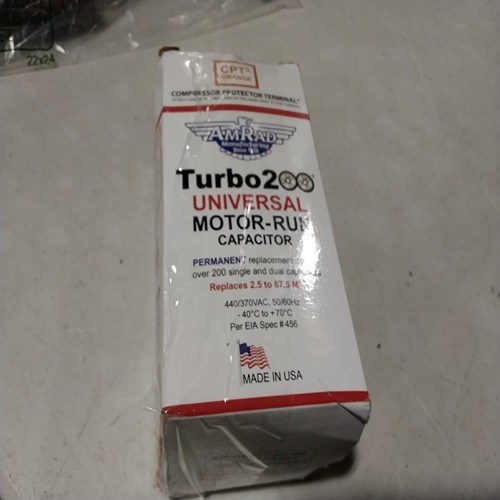 22x24
CPT®
ORANGE
COMPRESSOR PROTECTOR TERMINAL®
AMRAD
Manufacturing
Turbo200®
UNIVERSAL
MOTOR-RUN
CAPACITOR
PERMANENT replacement
over 200 single and dual
Replaces 2.5 to 67.5
440/370VAC, 50/60Hz
- 40°C to +70°C
Per EIA Spec #456
MADE IN USA